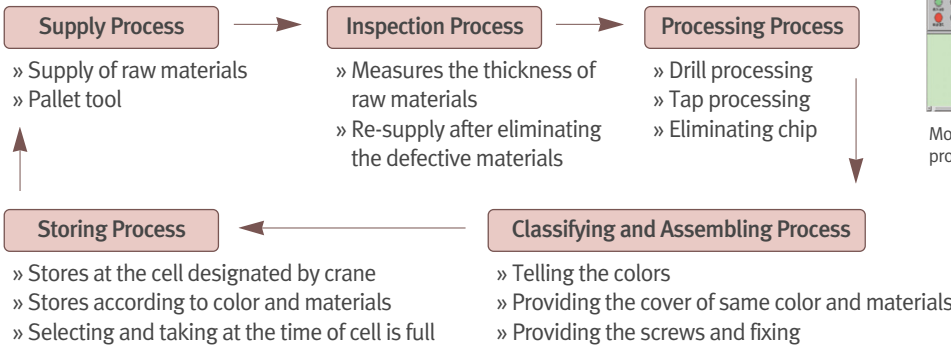 Supply Process
» Supply of raw materials
» Pallet tool
Inspection Process
» Measures the thickness of
raw materials
» Re-supply after eliminating
the defective materials
Processing Process
» Drill processing
» Tap processing
» Eliminating chip
Classifying and Assembling Process
» Telling the colors
» Providing the cover of same color and materials
» Providing the screws and fixing
Storing Process
» Stores at the cell designated by crane
» Stores according to color and materials
» Selecting and taking at the time of cell is full